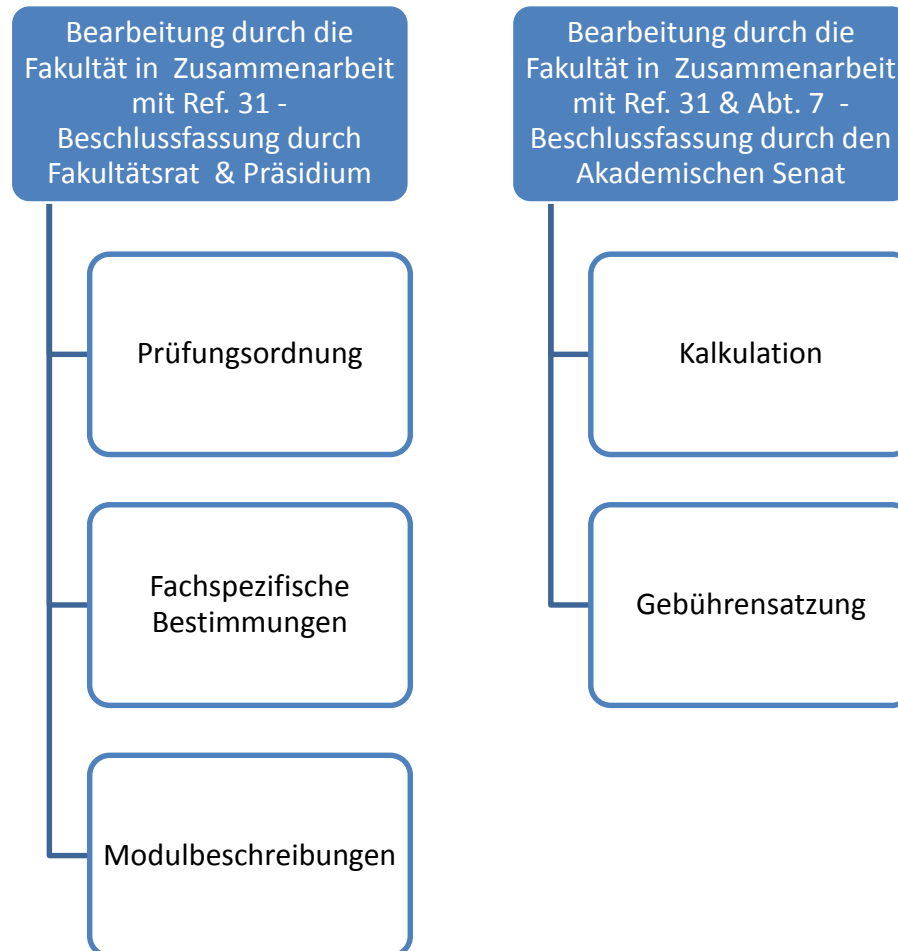 Bearbeitung durch die
Fakultät in Zusammenarbeit
mit Ref. 31 -
Beschlussfassung durch
Fakultätsrat & Präsidium
Prüfungsordnung
Fachspezifische
Bestimmungen
Modulbeschreibungen
Bearbeitung durch die
Fakultät in Zusammenarbeit
mit Ref. 31 & Abt. 7 -
Beschlussfassung durch den
Akademischen Senat
Kalkulation
Gebührensatzung